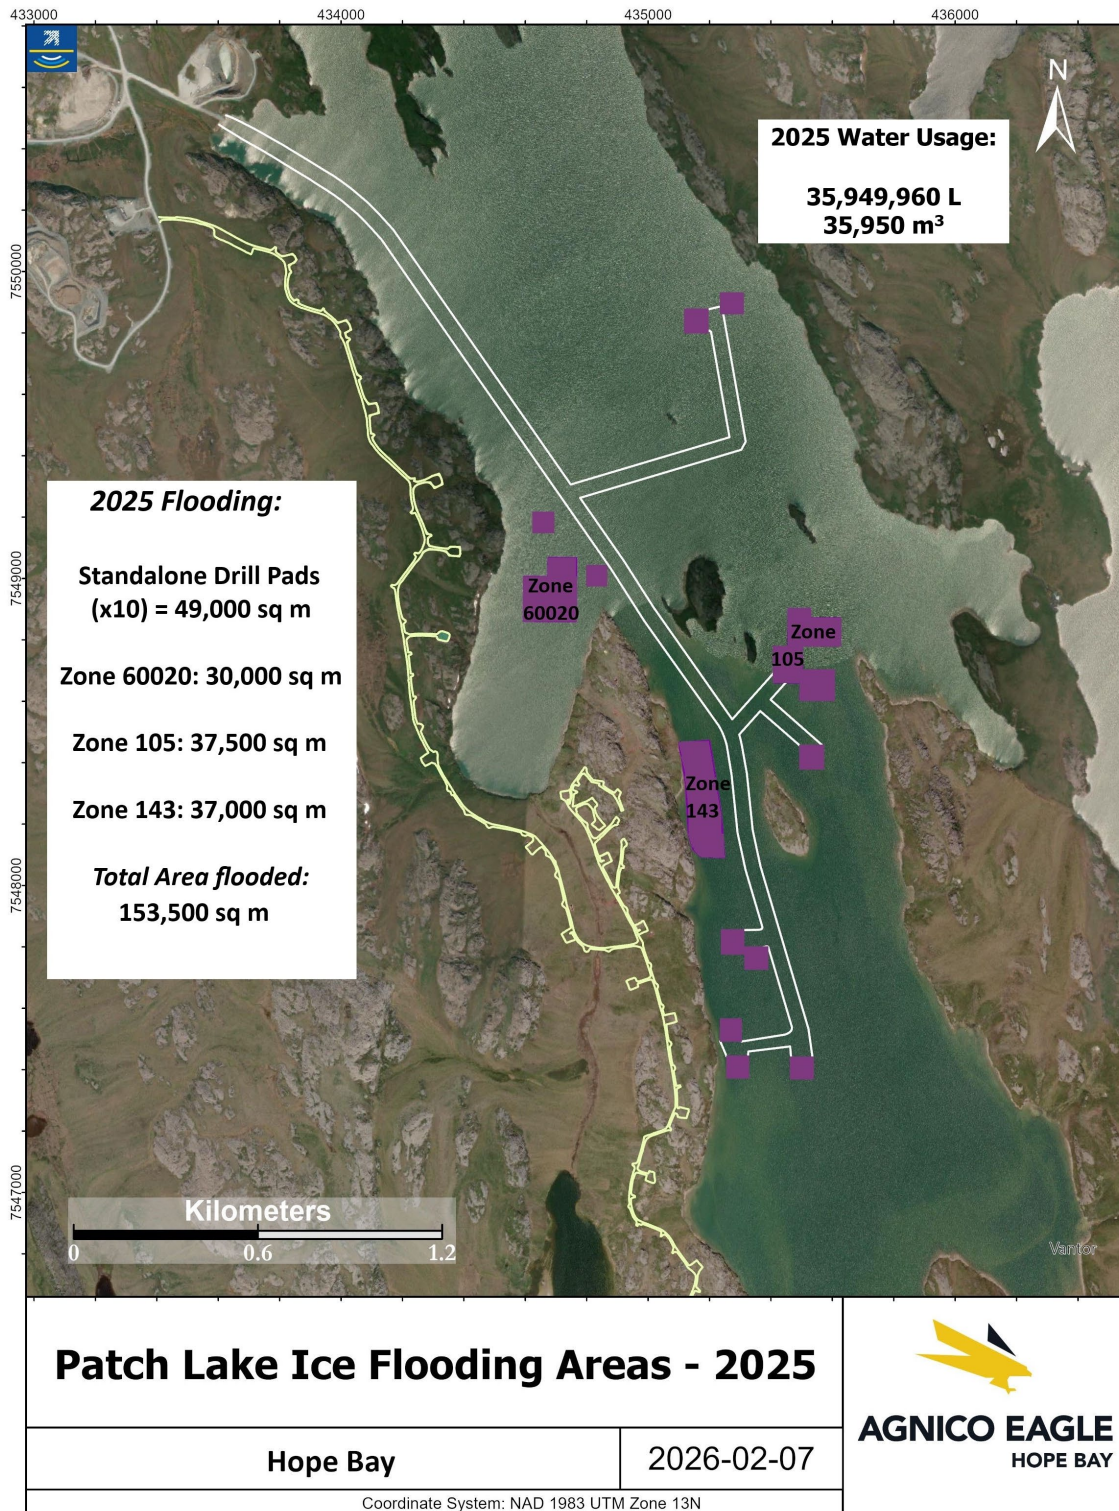 433000
434000
435000
436000
N
2025 Water Usage:
35,949,960 L
35,950 m³
7550000
7549000
7548000
7547000
2025 Flooding:
Standalone Drill Pads
(x10) = 49,000 sq m
Zone 60020: 30,000 sq m
Zone 105: 37,500 sq m
Zone 143: 37,000 sq m
Total Area flooded:
153,500 sq m
Zone
60020
Zone
105
Zone
143
Kilometers
0 0.6 1.2
Vantor
Patch Lake Ice Flooding Areas - 2025
Hope Bay
2026-02-07
AGNICO EAGLE
HOPE BAY
Coordinate System: NAD 1983 UTM Zone 13N